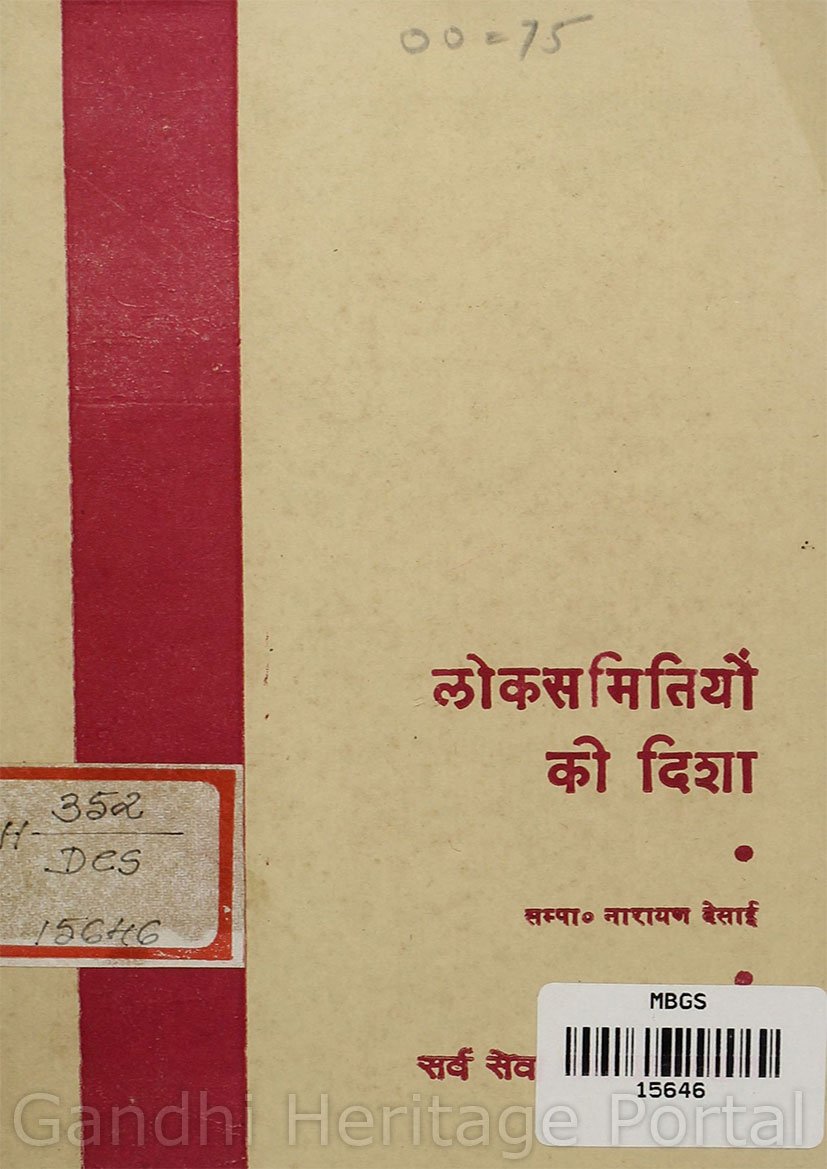 00=75
लोकसमितियों
की दिशा
सम्पा० नारायण देसाई
H 352
Des
15646
MBGS
15646
सर्व सेव
Gandhi Heritage Portal